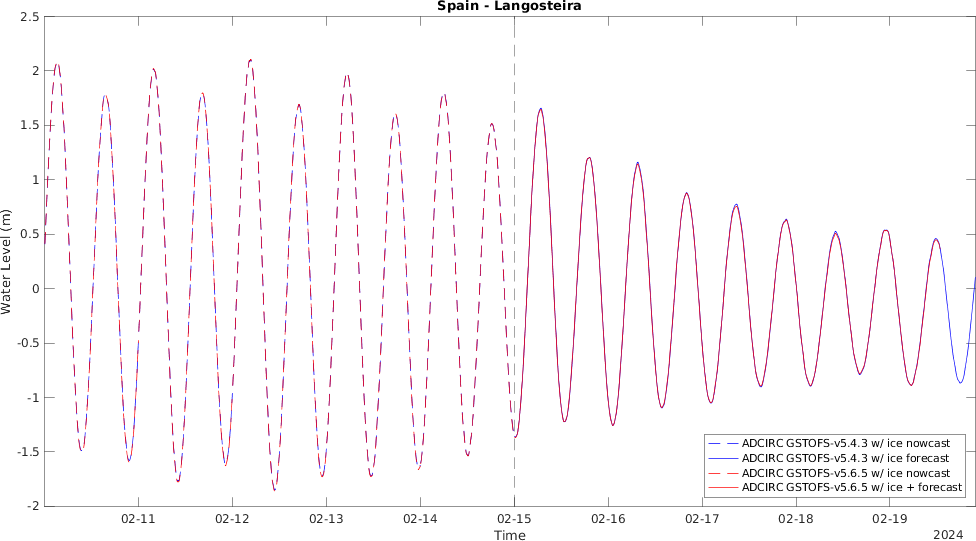 Spain - Langosteira
2.5
2
1.5
1
0.5
0
-0.5
-1
-1.5
-2
Water Level (m)
02-11 02-12 02-13 02-14 02-15 02-16 02-17 02-18 02-19
Time
2024
ADCIRC GSTOFS-v5.4.3 w/ ice nowcast
ADCIRC GSTOFS-v5.4.3 w/ ice forecast
ADCIRC GSTOFS-v5.6.5 w/ ice nowcast
ADCIRC GSTOFS-v5.6.5 w/ ice + forecast